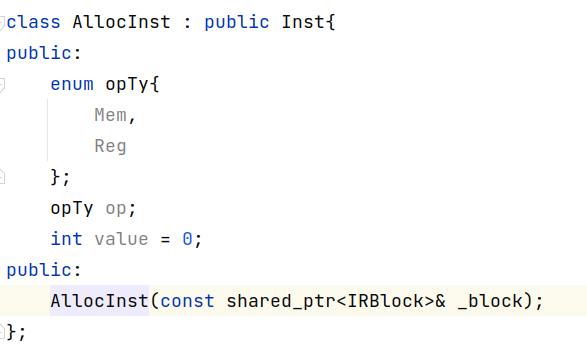 class AllocInst : public Inst{
public:
    enum opTy{
        Mem,
        Reg
    };
    opTy op;
    int value = 0;
public:
    AllocInst(const shared_ptr<IRBlock>& _block);
};